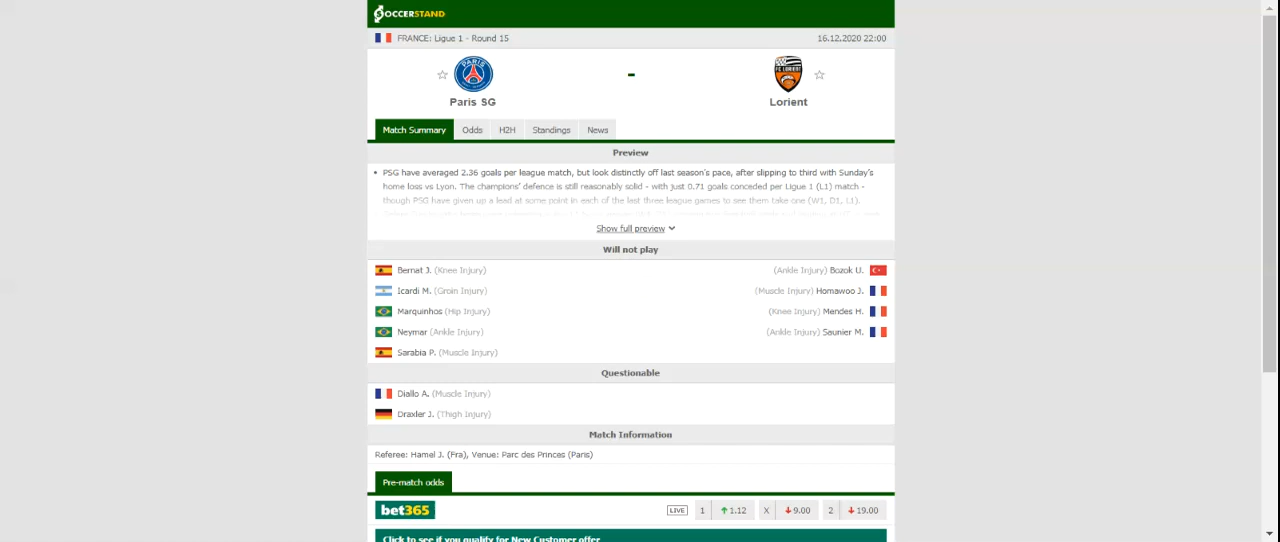 SOCCERSTAND
FRANCE: Ligue 1 - Round 15
16.12.2020 22:00
PARIS
FC LORIENT
-
Paris SG
Lorient
Match Summary
Odds
H2H
Standings
News
Preview
• PSG have averaged 2.36 goals per league match, but look distinctly off last season's pace, after slipping to third with Sunday's
home loss vs Lyon. The champions' defence is still reasonably solid - with just 0.71 goals conceded per Ligue 1 (L1) match -
though PSG have given up a lead at some point in each of the last three league games to see them take one (W1, D1, L1).
Show full preview
Will not play
Bernat J. (Knee Injury)
(Ankle Injury) Bozok U.
Icardi M. (Groin Injury)
(Muscle Injury) Homawoo J.
Marquinhos (Hip Injury)
(Knee Injury) Mendes H.
Neymar (Ankle Injury)
(Ankle Injury) Saunier M.
Sarabia P. (Muscle Injury)
Questionable
Diallo A. (Muscle Injury)
Draxler J. (Thigh Injury)
Match Information
Referee: Hamel J. (Fra), Venue: Parc des Princes (Paris)
Pre-match odds
bet365
LIVE
1
1.12
X
9.00
2
19.00
Click to see if you qualify for New Customer offer